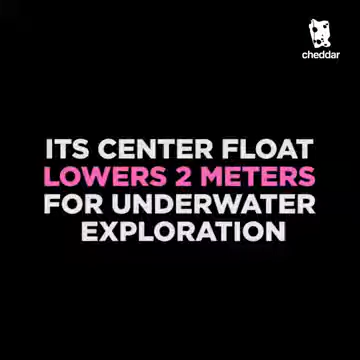 cheddar
ITS CENTER FLOAT
LOWERS 2 METERS
FOR UNDERWATER
EXPLORATION